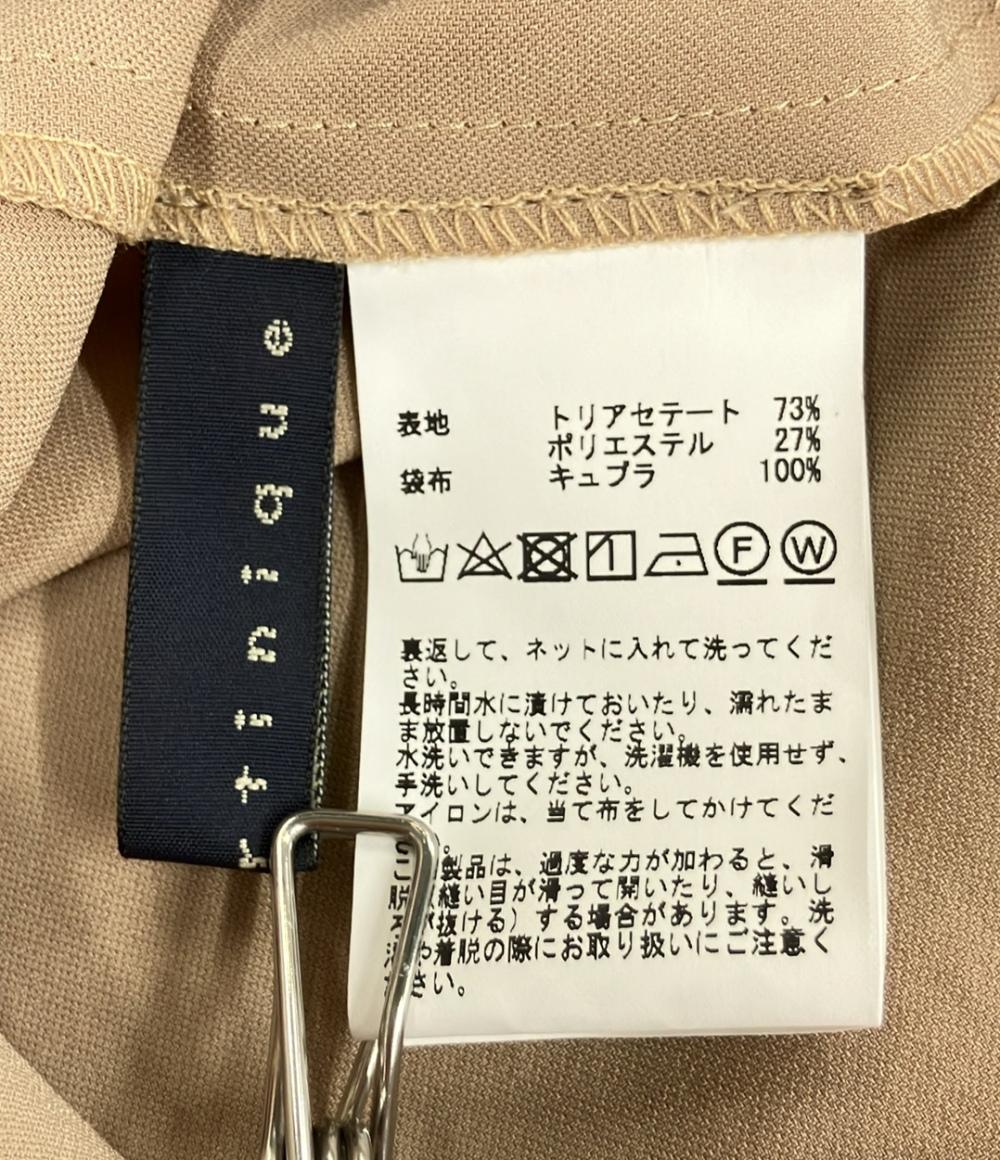 enbiuits
表地 トリアセテート 73%
ポリエステル 27%
袋布 キュプラ 100%
F W
裏返して、ネットに入れて洗ってくだ
さい。
長時間水に漬けておいたり、濡れたま
ま放置しないでください。
水洗いできますが、洗濯機を使用せず、
手洗いしてください。
アイロンは、当て布をしてかけてくだ
。
製品は、過度な力が加わると、滑
脱 縫い目が滑って開いたり、縫いし
が抜ける）する場合があります。洗
や着脱の際にお取り扱いにご注意く
さい。